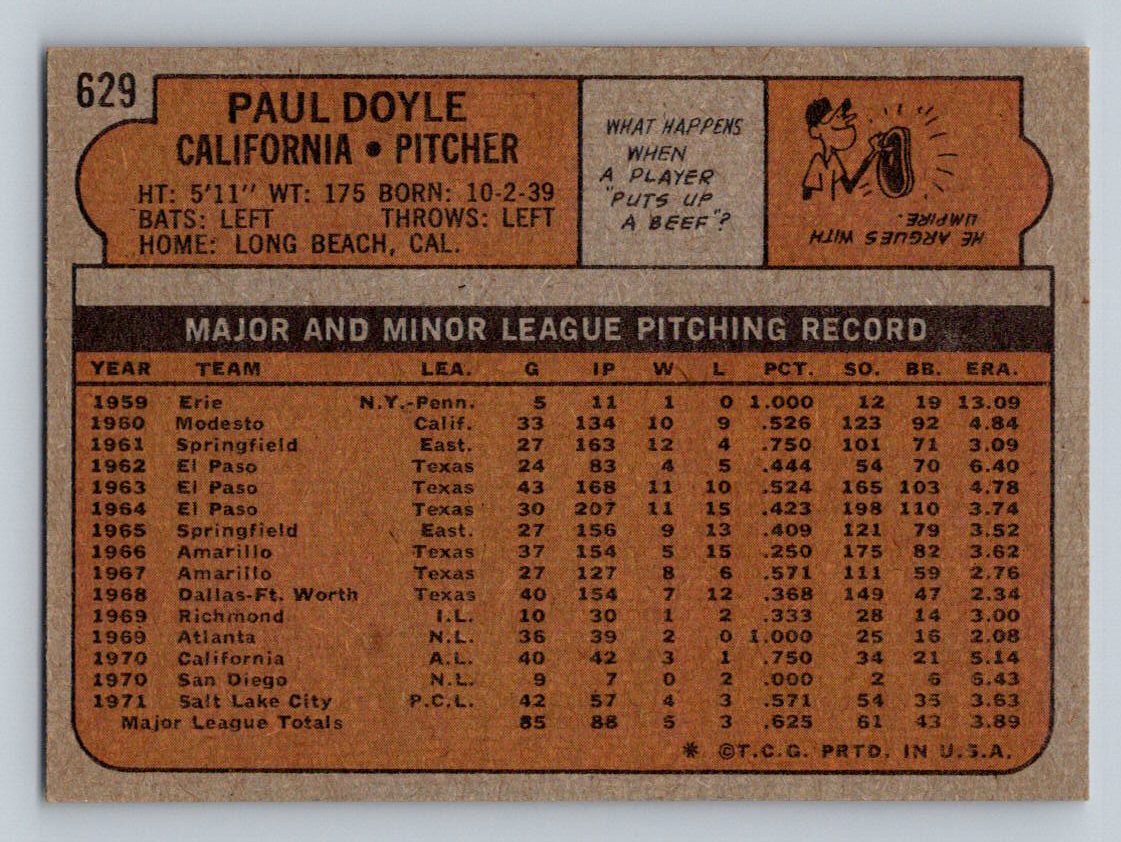 629
PAUL DOYLE
CALIFORNIA • PITCHER
HT: 5'11" WT: 175 BORN: 10-2-39
BATS: LEFT THROWS: LEFT
HOME: LONG BEACH, CAL.
WHAT HAPPENS
WHEN
A PLAYER
"PUTS UP
A BEEF"?
HE ARGUES WITH
UMPIRE.
MAJOR AND MINOR LEAGUE PITCHING RECORD
YEAR TEAM LEA. G IP W L PCT. SO. BB. ERA.
1959 Erie N.Y.-Penn. 5 11 1 0 1.000 12 19 13.09
1960 Modesto Calif. 33 134 10 9 .526 123 92 4.84
1961 Springfield East. 27 163 12 4 .750 101 71 3.09
1962 El Paso Texas 24 83 4 5 .444 54 70 6.40
1963 El Paso Texas 43 168 11 10 .524 165 103 4.78
1964 El Paso Texas 30 207 11 15 .423 198 110 3.74
1965 Springfield East. 27 156 9 13 .409 121 79 3.52
1966 Amarillo Texas 37 154 5 15 .250 175 82 3.62
1967 Amarillo Texas 27 127 8 6 .571 111 59 2.76
1968 Dallas-Ft. Worth Texas 40 154 7 12 .368 149 47 2.34
1969 Richmond I.L. 10 30 1 2 .333 28 14 3.00
1969 Atlanta N.L. 36 39 2 0 1.000 25 16 2.08
1970 California A.L. 40 42 3 1 .750 34 21 5.14
1970 San Diego N.L. 9 7 0 2 .000 2 6 6.43
1971 Salt Lake City P.C.L. 42 57 4 3 .571 54 35 3.63
Major League Totals 85 88 5 3 .625 61 43 3.89
* ©T.C.G. PRTD. IN U.S.A.